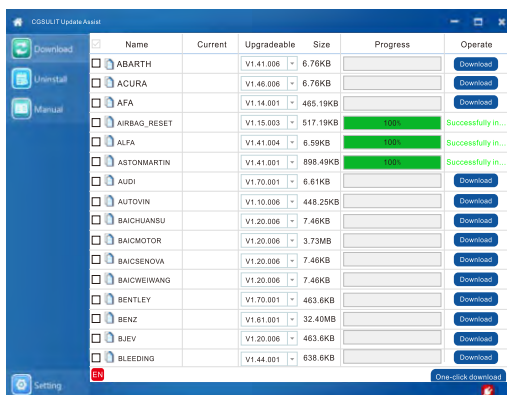 CGSULIT Update Assist
Download
Uninstall
Manual
Setting
Name Current Upgradeable Size Progress Operate
ABARTH V1.41.006 6.76KB Download
ACURA V1.46.006 6.76KB Download
AFA V1.14.001 465.19KB Download
AIRBAG_RESET V1.15.003 517.19KB 100% Successfully in...
ALFA V1.41.004 6.59KB 100% Successfully in...
ASTONMARTIN V1.41.001 898.49KB 100% Successfully in...
AUDI V1.70.001 6.61KB Download
AUTOVIN V1.10.006 448.25KB Download
BAICHUANSU V1.20.006 7.46KB Download
BAICMOTOR V1.20.006 3.73MB Download
BAICSENOVA V1.20.006 7.46KB Download
BAICWEIWANG V1.20.006 7.46KB Download
BENTLEY V1.70.001 463.6KB Download
BENZ V1.61.001 32.40MB Download
BJEV V1.20.006 463.6KB Download
BLEEDING V1.44.001 638.6KB Download
EN
One-click download